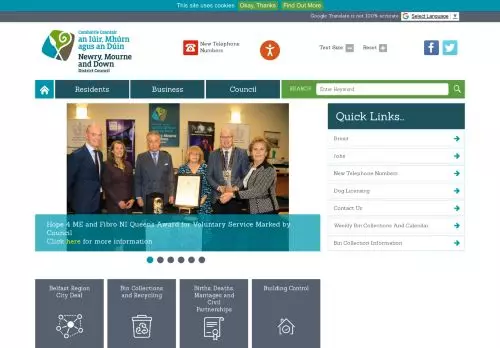 This site uses cookies Okay, Thanks Find Out More
Google Translate is not 100% accurate Select Language
Comhairle Ceantair
an Iúir, Mhúrn
agus an Dúin
Newry, Mourne
and Down
District Council
New Telephone
Numbers
Text Size
Reset
Residents
Business
Council
SEARCH
Enter Keyword
Hope 4 ME and Fibro NI Queens Award for Voluntary Service Marked by
Council
Click here for more information
Quick Links..
Brexit
Jobs
New Telephone Numbers
Dog Licensing
Contact Us
Weekly Bin Collections And Calendar
Bin Collection Information
Belfast Region
City Deal
Bin Collections
and Recycling
Births, Deaths,
Marriages and
Civil
Partnerships
Building Control